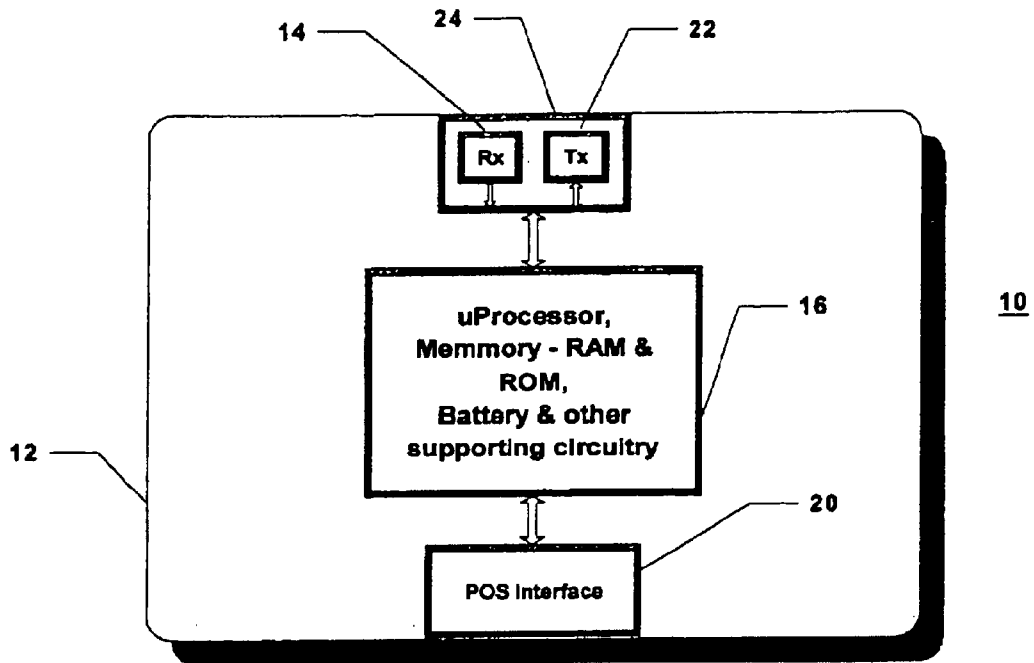 14
24
22
Rx
Tx
uProcessor,
Memmory - RAM &
ROM,
Battery & other
supporting circuitry
16
10
12
20
POS Interface